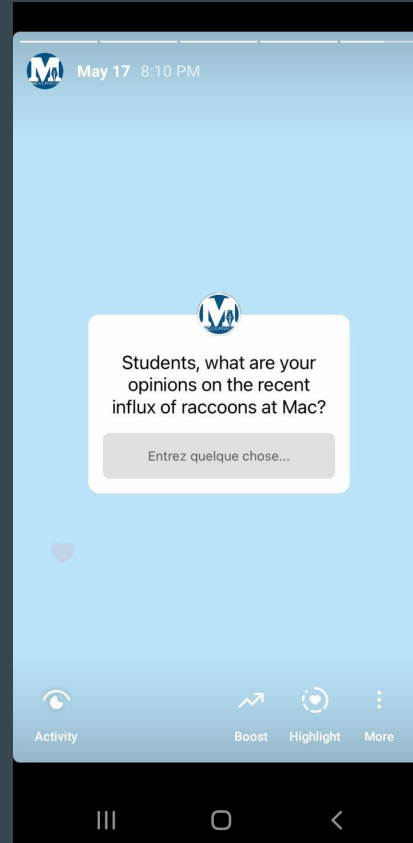 May 17 8:10 PM
Students, what are your
opinions on the recent
influx of raccoons at Mac?
Entrez quelque chose...
Activity
Boost
Highlight
More